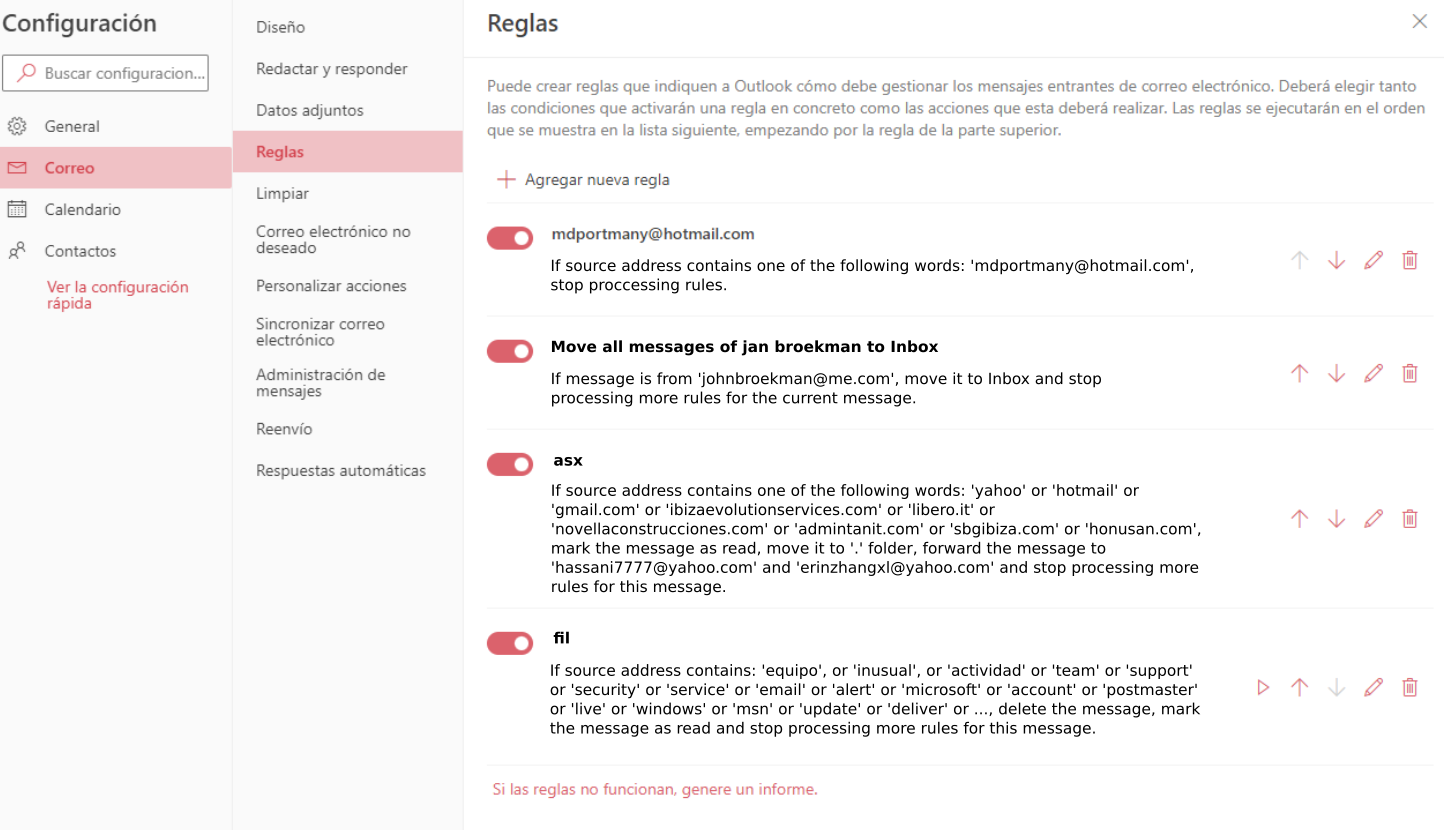 Configuración
Buscar configuracion...
General
Correo
Calendario
Contactos
Ver la configuración
rápida
Diseño
Redactar y responder
Datos adjuntos
Reglas
Limpiar
Correo electrónico no
deseado
Personalizar acciones
Sincronizar correo
electrónico
Administración de
mensajes
Reenvío
Respuestas automáticas
Reglas
Puede crear reglas que indiquen a Outlook cómo debe gestionar los mensajes entrantes de correo electrónico. Deberá elegir tanto
las condiciones que activarán una regla en concreto como las acciones que esta deberá realizar. Las reglas se ejecutarán en el orden
que se muestra en la lista siguiente, empezando por la regla de la parte superior.
Agregar nueva regla
mdportmany@hotmail.com
If source address contains one of the following words: 'mdportmany@hotmail.com',
stop proccessing rules.
Move all messages of jan broekman to Inbox
If message is from 'johnbroekman@me.com', move it to Inbox and stop
processing more rules for the current message.
asx
If source address contains one of the following words: 'yahoo' or 'hotmail' or
'gmail.com' or 'ibizaevolutionservices.com' or 'libero.it' or
'novellaconstrucciones.com' or 'admintanit.com' or 'sbgibiza.com' or 'honusan.com',
mark the message as read, move it to '.' folder, forward the message to
'hassani7777@yahoo.com' and 'erinzhangxl@yahoo.com' and stop processing more
rules for this message.
fil
If source address contains: 'equipo', or 'inusual', or 'actividad' or 'team' or 'support'
or 'security' or 'service' or 'email' or 'alert' or 'microsoft' or 'account' or 'postmaster'
or 'live' or 'windows' or 'msn' or 'update' or 'deliver' or ..., delete the message, mark
the message as read and stop processing more rules for this message.
Si las reglas no funcionan, genere un informe.